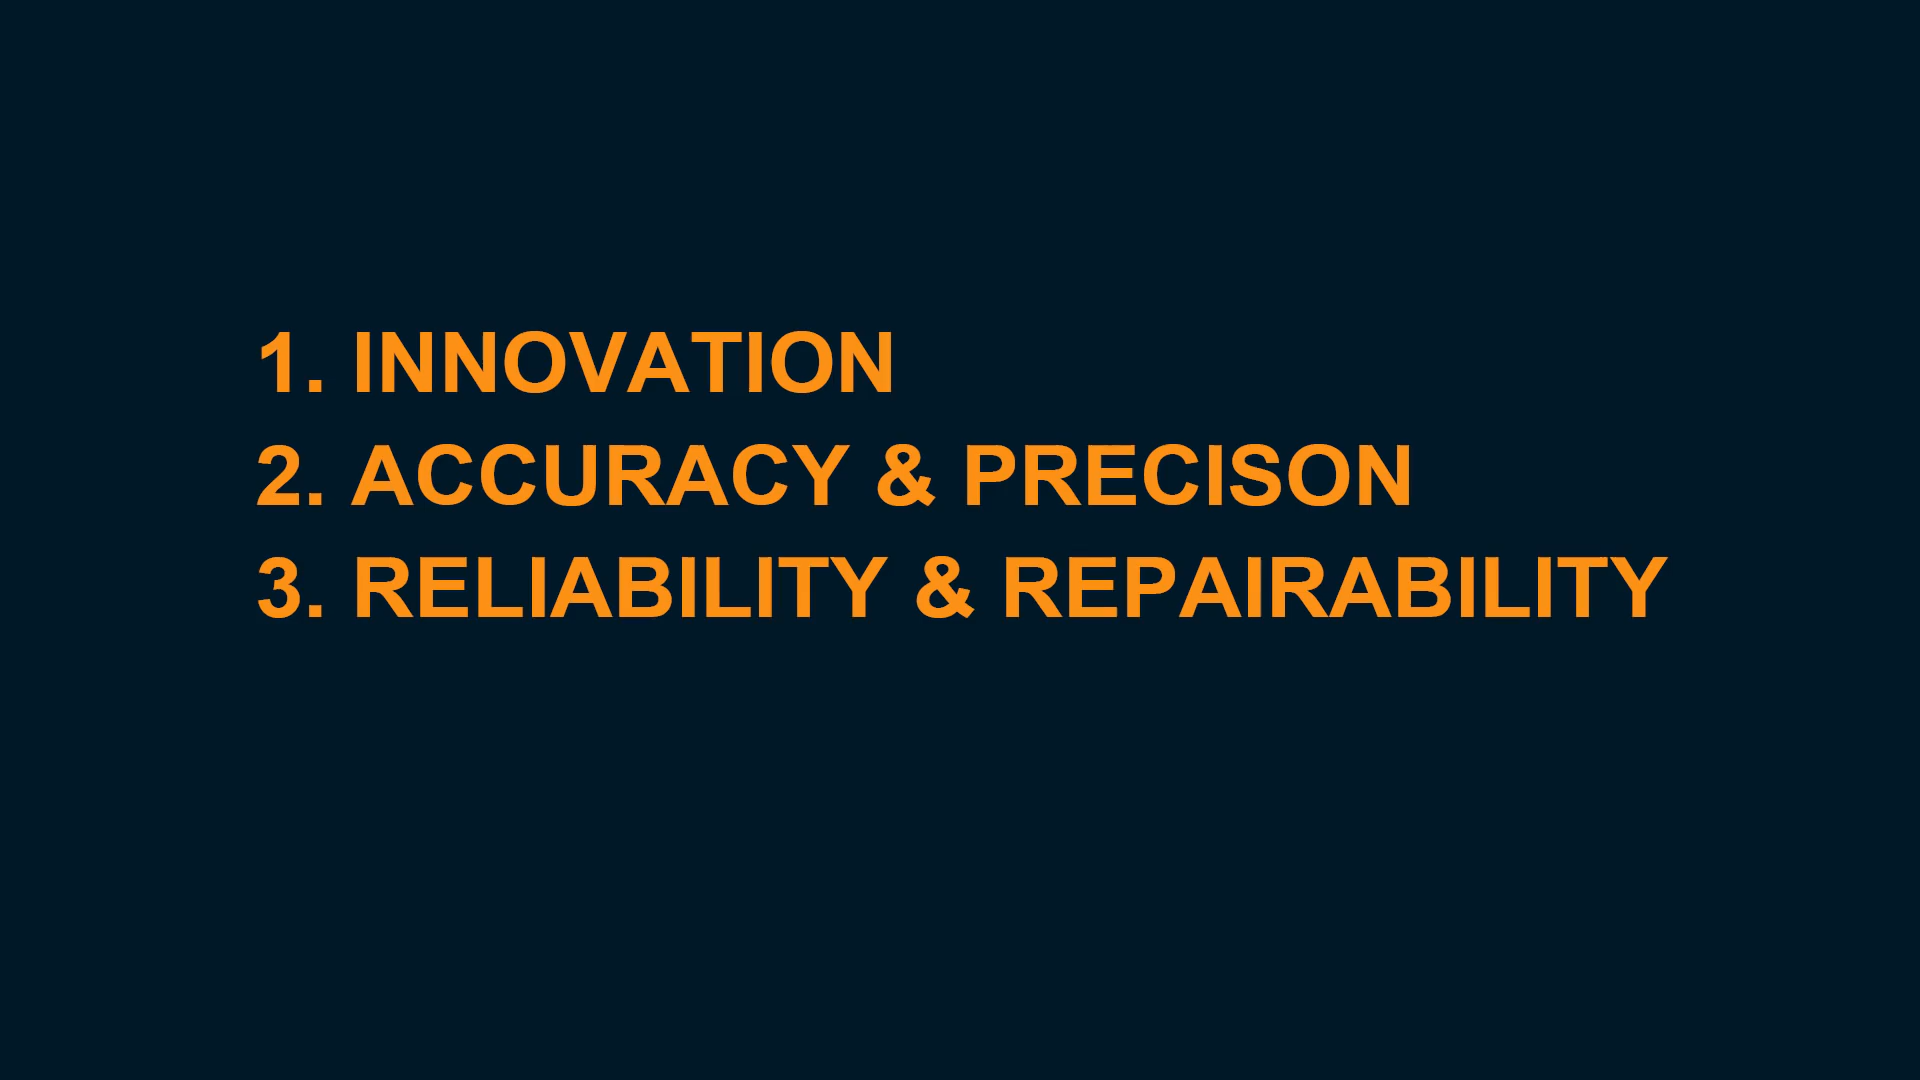 1. INNOVATION
2. ACCURACY & PRECISON
3. RELIABILITY & REPAIRABILITY